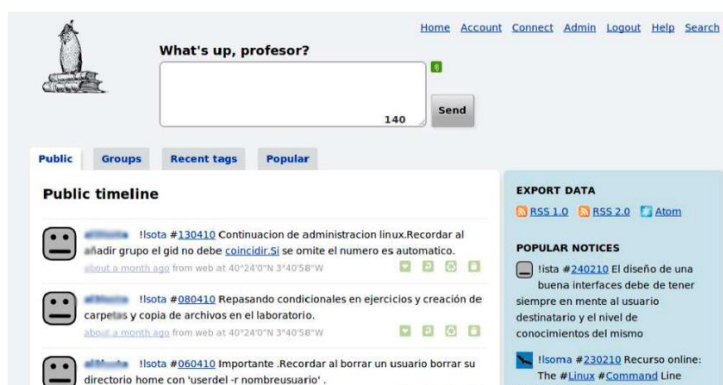 Home Account Connect Admin Logout Help Search
What's up, profesor?
140
Send
Public Groups Recent tags Popular
Public timeline
!lsota #130410 Continuacion de administracion linux.Recordar al
añadir grupo el gid no debe coincidir.Si se omite el numero es automatico.
about a month ago from web at 40°24'0"N 3°40'58"W
!lsota #080410 Repasando condicionales en ejercicios y creación de
carpetas y copia de archivos en el laboratorio.
about a month ago from web at 40°24'0"N 3°40'58"W
!lsota #060410 Importante .Recordar al borrar un usuario borrar su
directorio home con 'userdel -r nombreusuario' .
EXPORT DATA
RSS 1.0 RSS 2.0 Atom
POPULAR NOTICES
!ista #240210 El diseño de una
buena interfaces debe de tener
siempre en mente al usuario
destinatario y el nivel de
conocimientos del mismo
!lsoma #230210 Recurso online:
The #Linux #Command Line